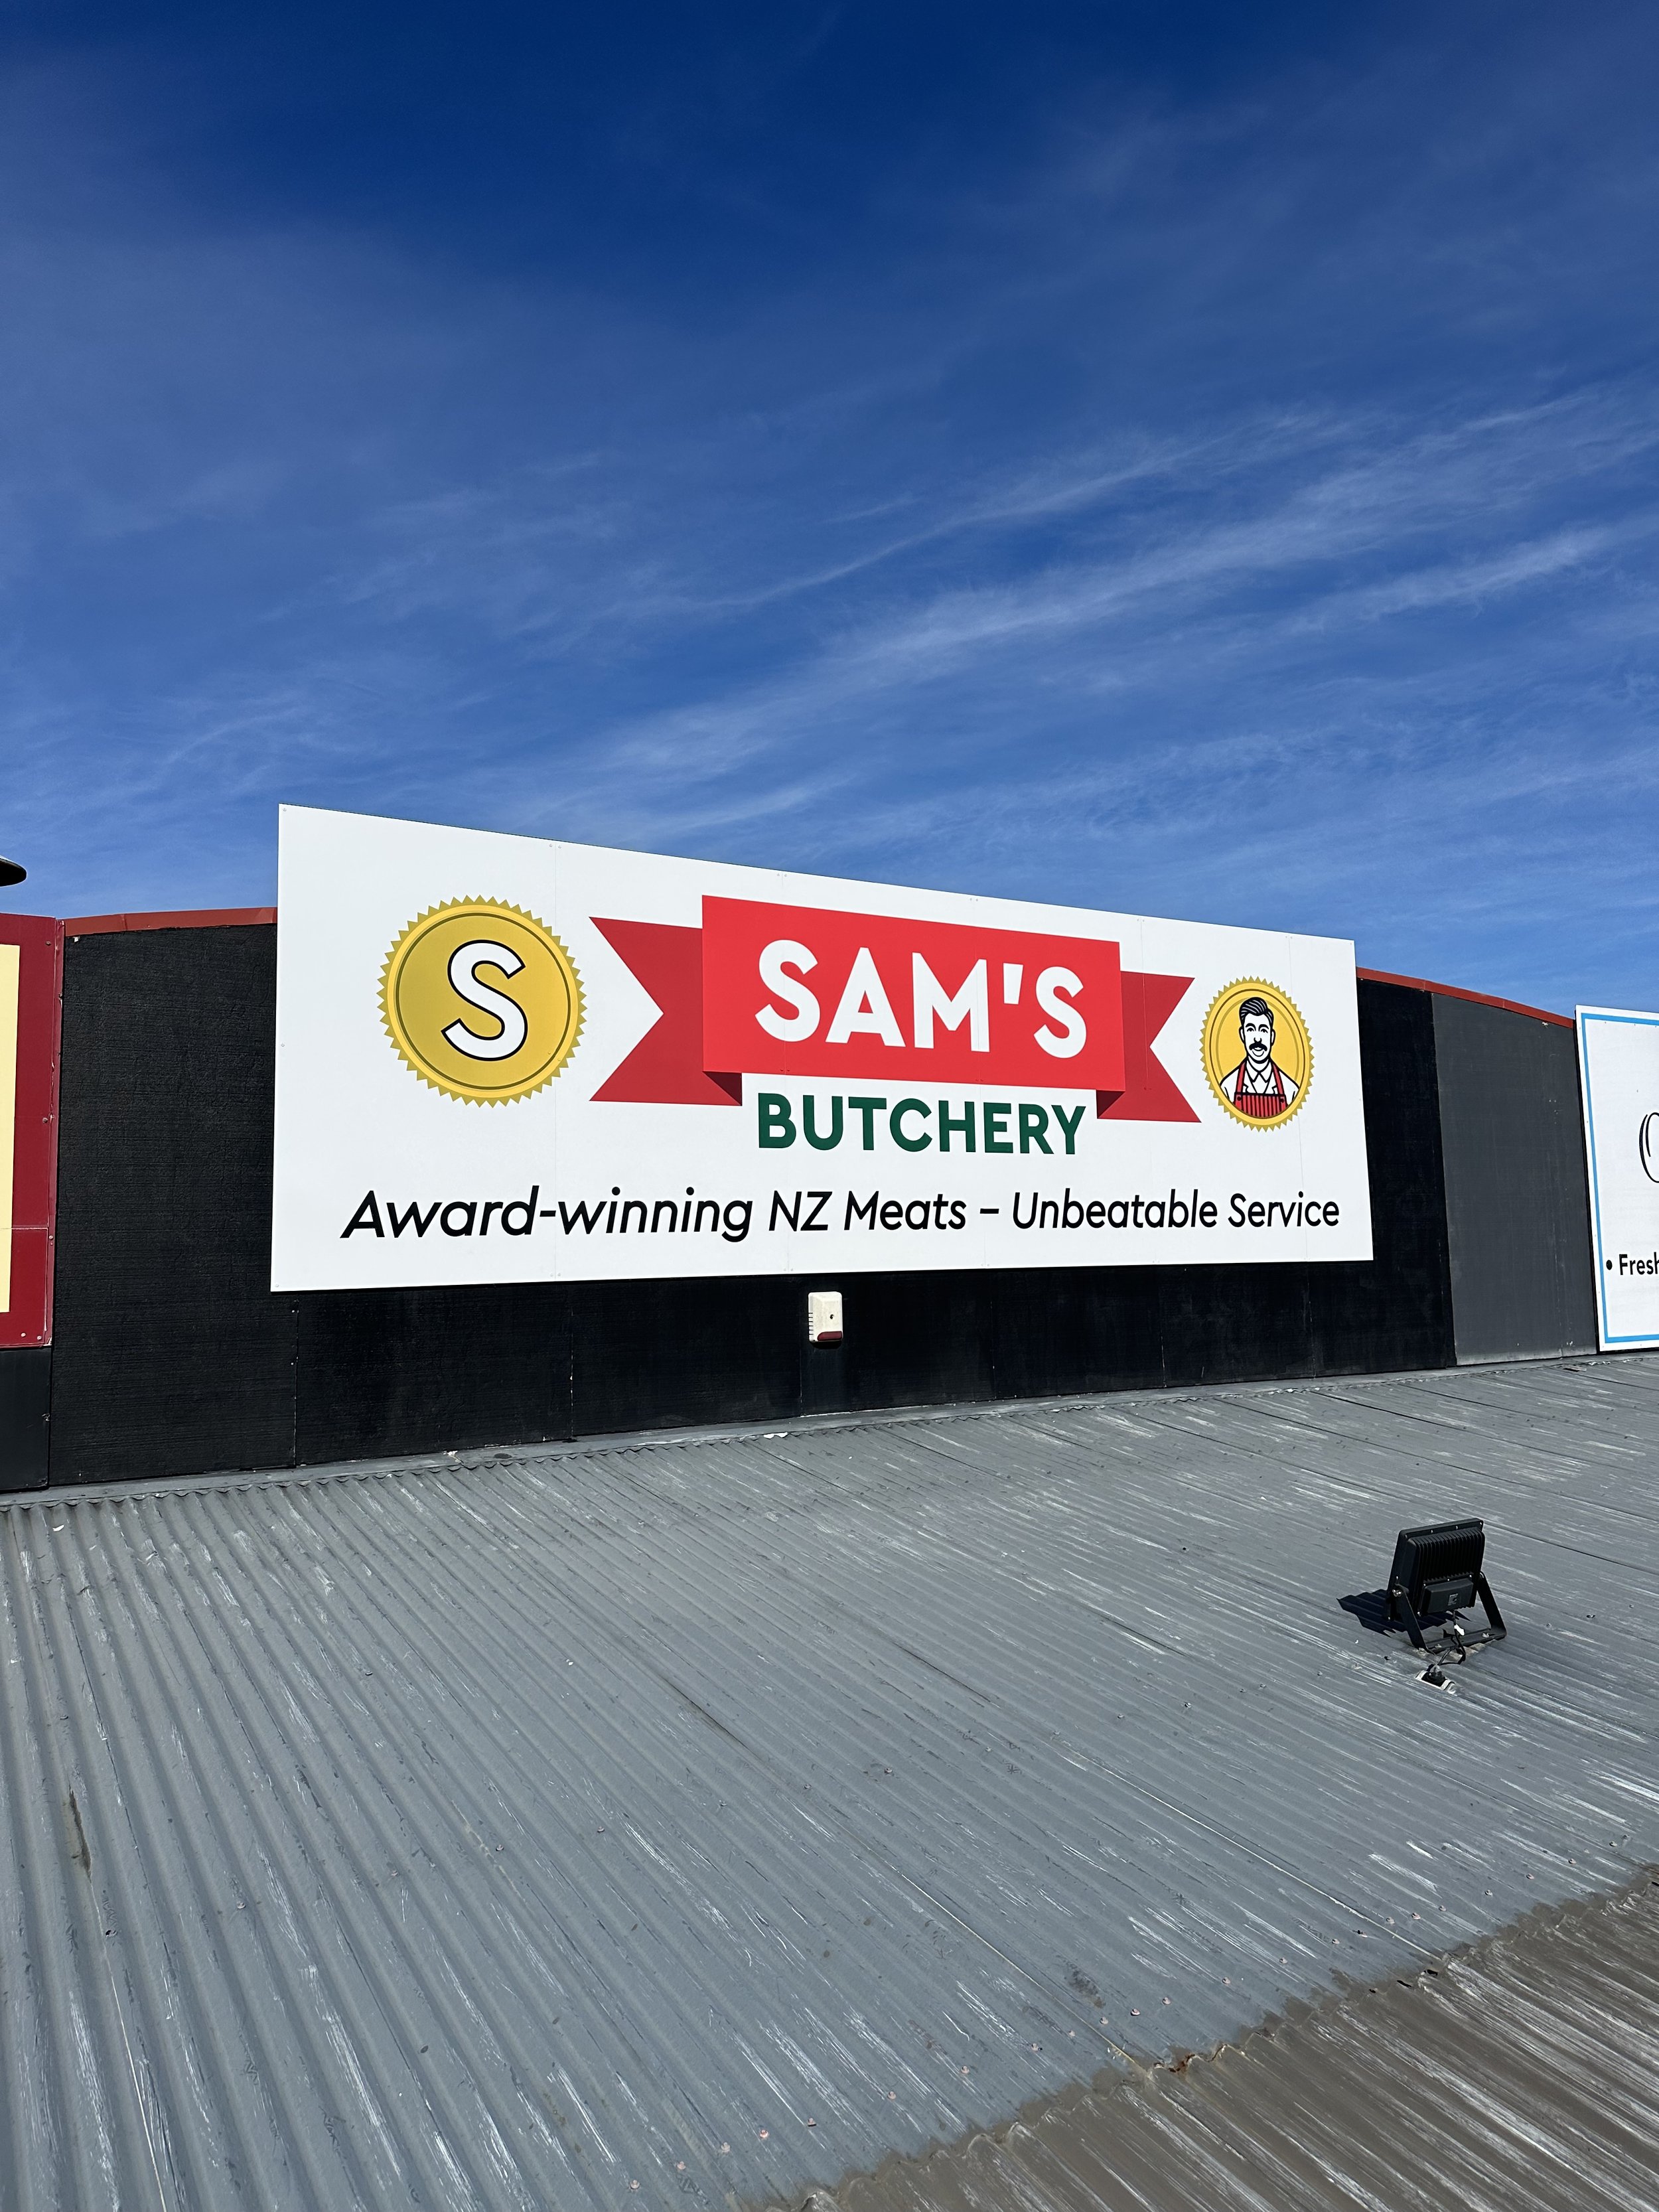 S
SAM'S
BUTCHERY
Award-winning NZ Meats – Unbeatable Service
• Fresh